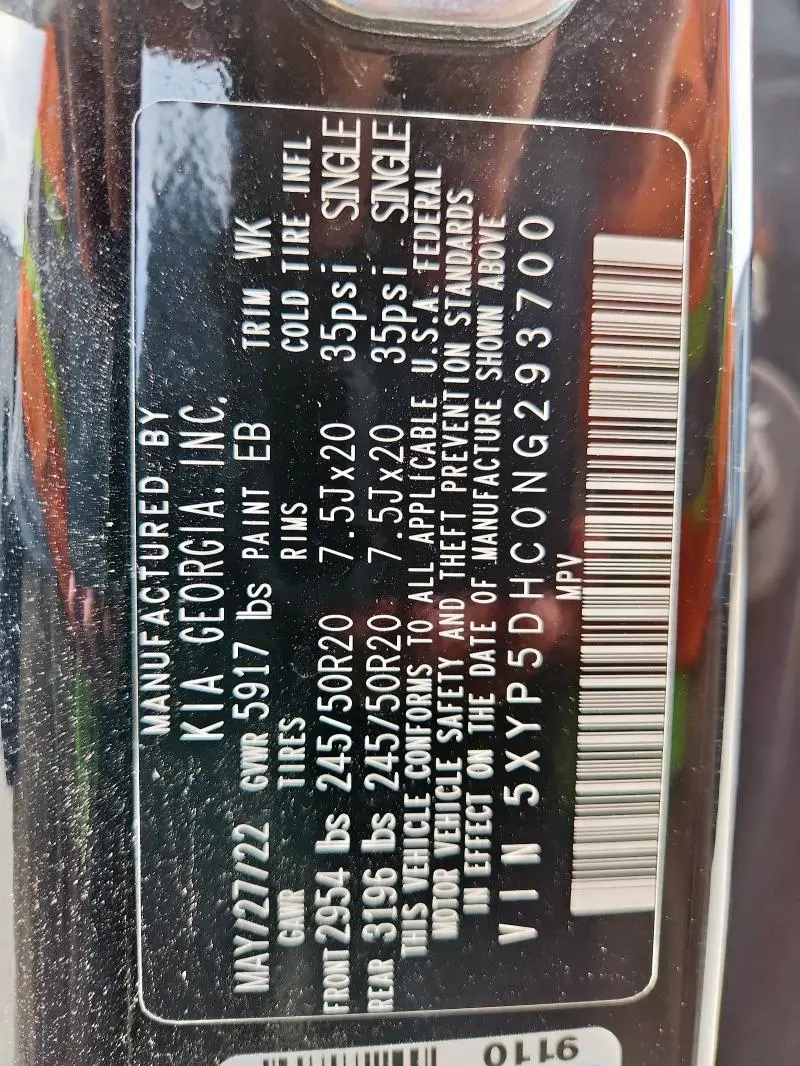 MANUFACTURED BY
KIA GEORGIA, INC.
MAY/27/22 GVWR 5917 lbs PAINT EB TRIM WK
GAWR TIRES RIMS COLD TIRE INFL
FRONT 2954 lbs 245/50R20 7.5Jx20 35psi SINGLE
REAR 3196 lbs 245/50R20 7.5Jx20 35psi SINGLE
THIS VEHICLE CONFORMS TO ALL APPLICABLE U.S.A. FEDERAL
MOTOR VEHICLE SAFETY AND THEFT PREVENTION STANDARDS
IN EFFECT ON THE DATE OF MANUFACTURE SHOWN ABOVE
VIN 5XYP5DHC0NG293700
MPV
9110